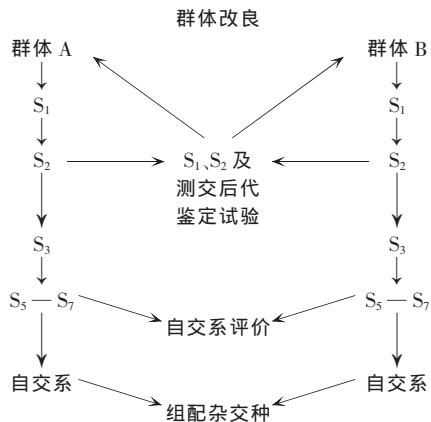 群体改良
群体 A 群体 B
S₁ S₁
S₂ S₁、S₂ 及 S₂
测交后代
鉴定试验
S₃ S₃
S₅ — S₇ S₅ — S₇
自交系评价
自交系 自交系
组配杂交种